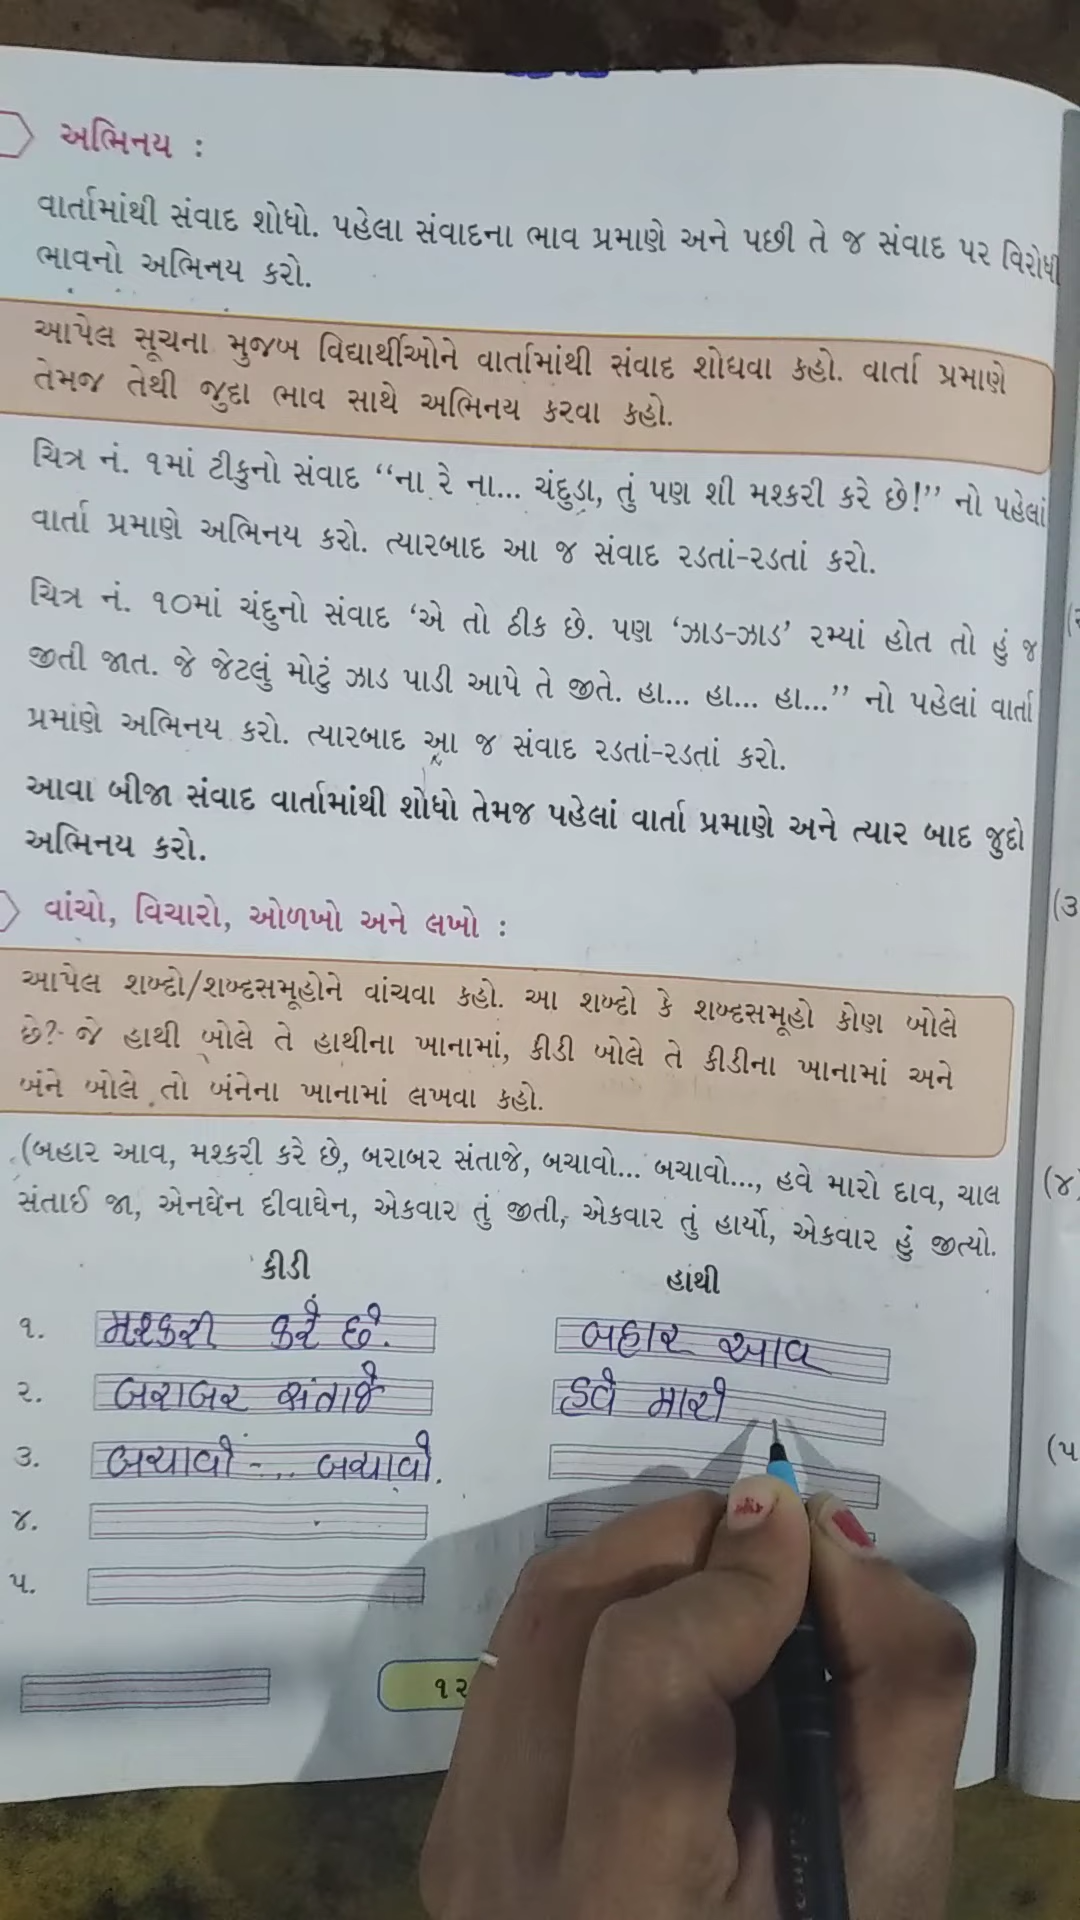 અભિનય :
વાર્તામાંથી સંવાદ શોધો. પહેલા સંવાદના ભાવ પ્રમાણે અને પછી તે જ સંવાદ પર વિરોધી
ભાવનો અભિનય કરો.
આપેલ સૂચના મુજબ વિદ્યાર્થીઓને વાર્તામાંથી સંવાદ શોધવા કહો. વાર્તા પ્રમાણે
તેમજ તેથી જુદા ભાવ સાથે અભિનય કરવા કહો.
ચિત્ર નં. ૧માં ટીકુનો સંવાદ “ના રે ના... ચંદુડા, તું પણ શી મશ્કરી કરે છે!” નો પહેલાં
વાર્તા પ્રમાણે અભિનય કરો. ત્યારબાદ આ જ સંવાદ રડતાં-રડતાં કરો.
ચિત્ર નં. ૧૦માં ચંદુનો સંવાદ ‘એ તો ઠીક છે. પણ ‘ઝાડ-ઝાડ’ રમ્યાં હોત તો હું જ
જીતી જાત. જે જેટલું મોટું ઝાડ પાડી આપે તે જીતે. હા... હા... હા...” નો પહેલાં વાર્તા
પ્રમાણે અભિનય કરો. ત્યારબાદ આ જ સંવાદ રડતાં-રડતાં કરો.
આવા બીજા સંવાદ વાર્તામાંથી શોધો તેમજ પહેલાં વાર્તા પ્રમાણે અને ત્યાર બાદ જુદો
અભિનય કરો.
વાંચો, વિચારો, ઓળખો અને લખો :
આપેલ શબ્દો/શબ્દસમૂહોને વાંચવા કહો. આ શબ્દો કે શબ્દસમૂહો કોણ બોલે
છે? જે હાથી બોલે તે હાથીના ખાનામાં, કીડી બોલે તે કીડીના ખાનામાં અને
બંને બોલે તો બંનેના ખાનામાં લખવા કહો.
(બહાર આવ, મશ્કરી કરે છે, બરાબર સંતાજે, બચાવો... બચાવો..., હવે મારો દાવ, ચાલ
સંતાઈ જા, એનઘેન દીવાઘેન, એકવાર તું જીતી, એકવાર તું હાર્યો, એકવાર હું જીત્યો.
કીડી હાથી
૧. મશ્કરી કરે છે. બહાર આવ
૨. બરાબર સંતાજે હવે મારો
૩. બચાવો ... બચાવો.
૪.
૫.
૧૨
(૩
(૪)
(૫